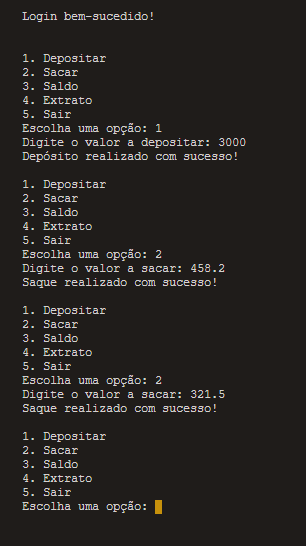 Login bem-sucedido!
1. Depositar
2. Sacar
3. Saldo
4. Extrato
5. Sair
Escolha uma opção: 1
Digite o valor a depositar: 3000
Depósito realizado com sucesso!
1. Depositar
2. Sacar
3. Saldo
4. Extrato
5. Sair
Escolha uma opção: 2
Digite o valor a sacar: 458.2
Saque realizado com sucesso!
1. Depositar
2. Sacar
3. Saldo
4. Extrato
5. Sair
Escolha uma opção: 2
Digite o valor a sacar: 321.5
Saque realizado com sucesso!
1. Depositar
2. Sacar
3. Saldo
4. Extrato
5. Sair
Escolha uma opção: